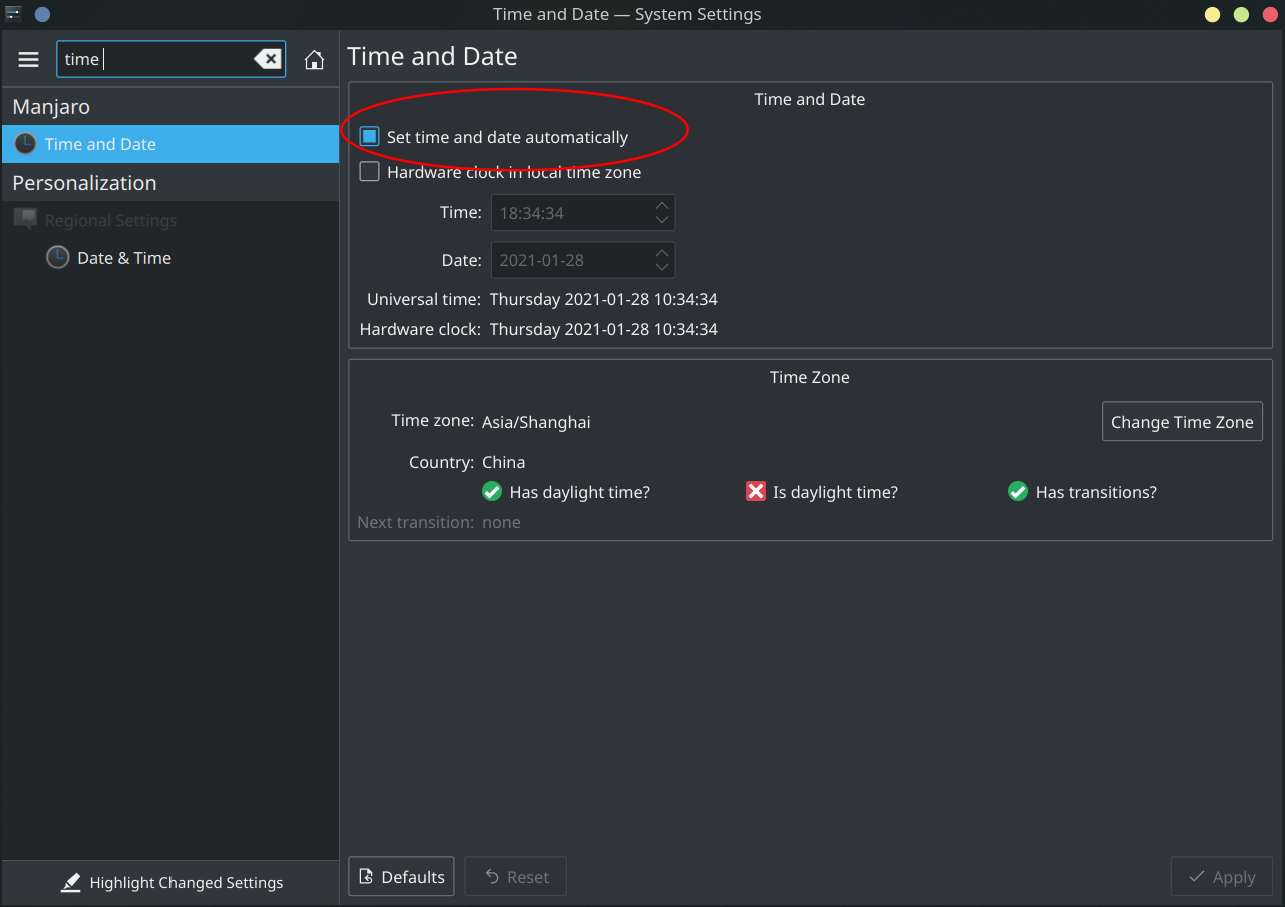 Time and Date — System Settings
time
Manjaro
Time and Date
Personalization
Regional Settings
Date & Time
Highlight Changed Settings
Time and Date
Time and Date
Set time and date automatically
Hardware clock in local time zone
Time: 18:34:34
Date: 2021-01-28
Universal time: Thursday 2021-01-28 10:34:34
Hardware clock: Thursday 2021-01-28 10:34:34
Time Zone
Time zone: Asia/Shanghai
Change Time Zone
Country: China
Has daylight time? Is daylight time? Has transitions?
Next transition: none
Defaults Reset Apply